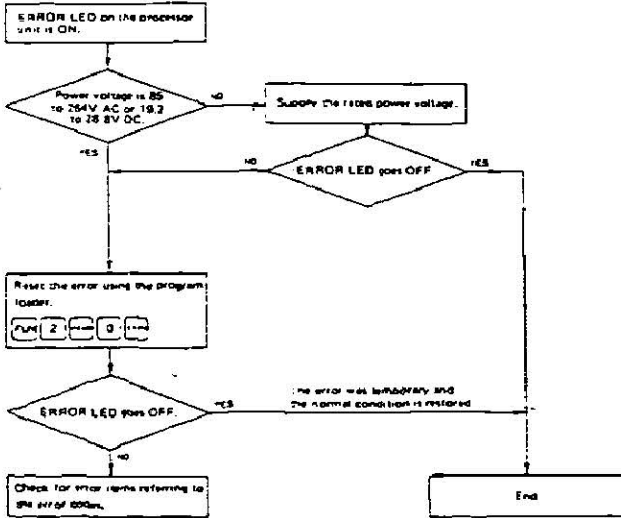 ERROR LED on the processor
unit is ON.
Power voltage is 85
to 264V AC or 19.2
to 28.8V DC.
NO
Supply the rated power voltage.
YES
NO
ERROR LED goes OFF
YES
Reset the error using the program
loader.
FUN 2 0
ERROR LED goes OFF.
YES
The error was temporary and
the normal condition is restored
NO
Check for error items referring to
the error codes.
End